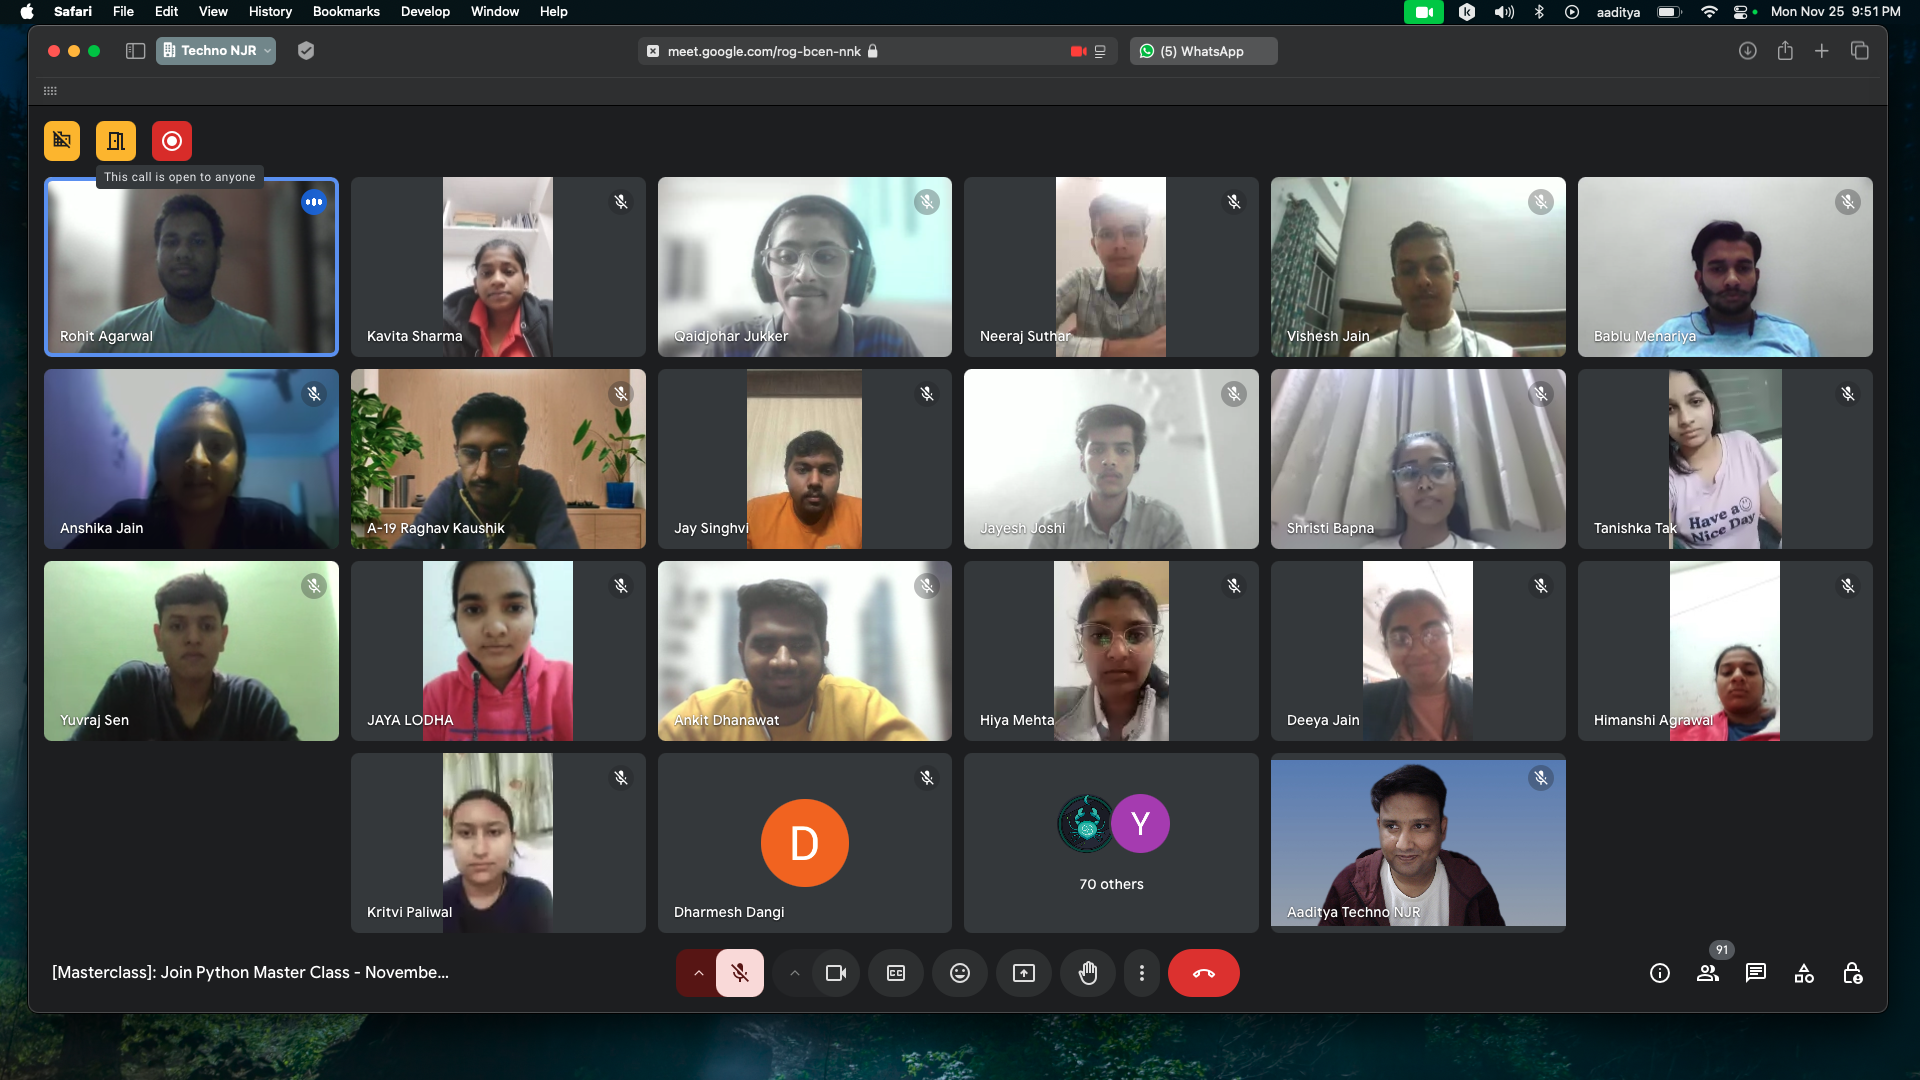 Safari File Edit View History Bookmarks Develop Window Help
aaditya Mon Nov 25 9:51 PM
Techno NJR
meet.google.com/rog-bcen-nnk
(5) WhatsApp
This call is open to anyone
Rohit Agarwal
Kavita Sharma
Qaidjohar Jukker
Neeraj Suthar
Vishesh Jain
Bablu Menariya
Anshika Jain
A-19 Raghav Kaushik
Jay Singhvi
Jayesh Joshi
Shristi Bapna
Have a
Nice Day
Tanishka Tak
Yuvraj Sen
JAYA LODHA
Ankit Dhanawat
Hiya Mehta
Deeya Jain
Himanshi Agrawal
Kritvi Paliwal
D
Dharmesh Dangi
Y
70 others
Aaditya Techno NJR
[Masterclass]: Join Python Master Class - Novembe...
CC
91